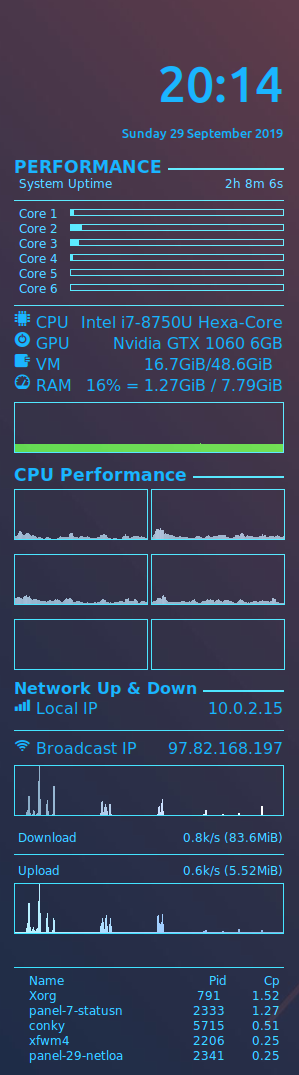 20:14
Sunday 29 September 2019
PERFORMANCE
System Uptime 2h 8m 6s
Core 1
Core 2
Core 3
Core 4
Core 5
Core 6
CPU Intel i7-8750U Hexa-Core
GPU Nvidia GTX 1060 6GB
VM 16.7GiB/48.6GiB
RAM 16% = 1.27GiB / 7.79GiB
CPU Performance
Network Up & Down
Local IP 10.0.2.15
Broadcast IP 97.82.168.197
Download 0.8k/s (83.6MiB)
Upload 0.6k/s (5.52MiB)
Name Pid Cp
Xorg 791 1.52
panel-7-statusn 2333 1.27
conky 5715 0.51
xfwm4 2206 0.25
panel-29-netloa 2341 0.25